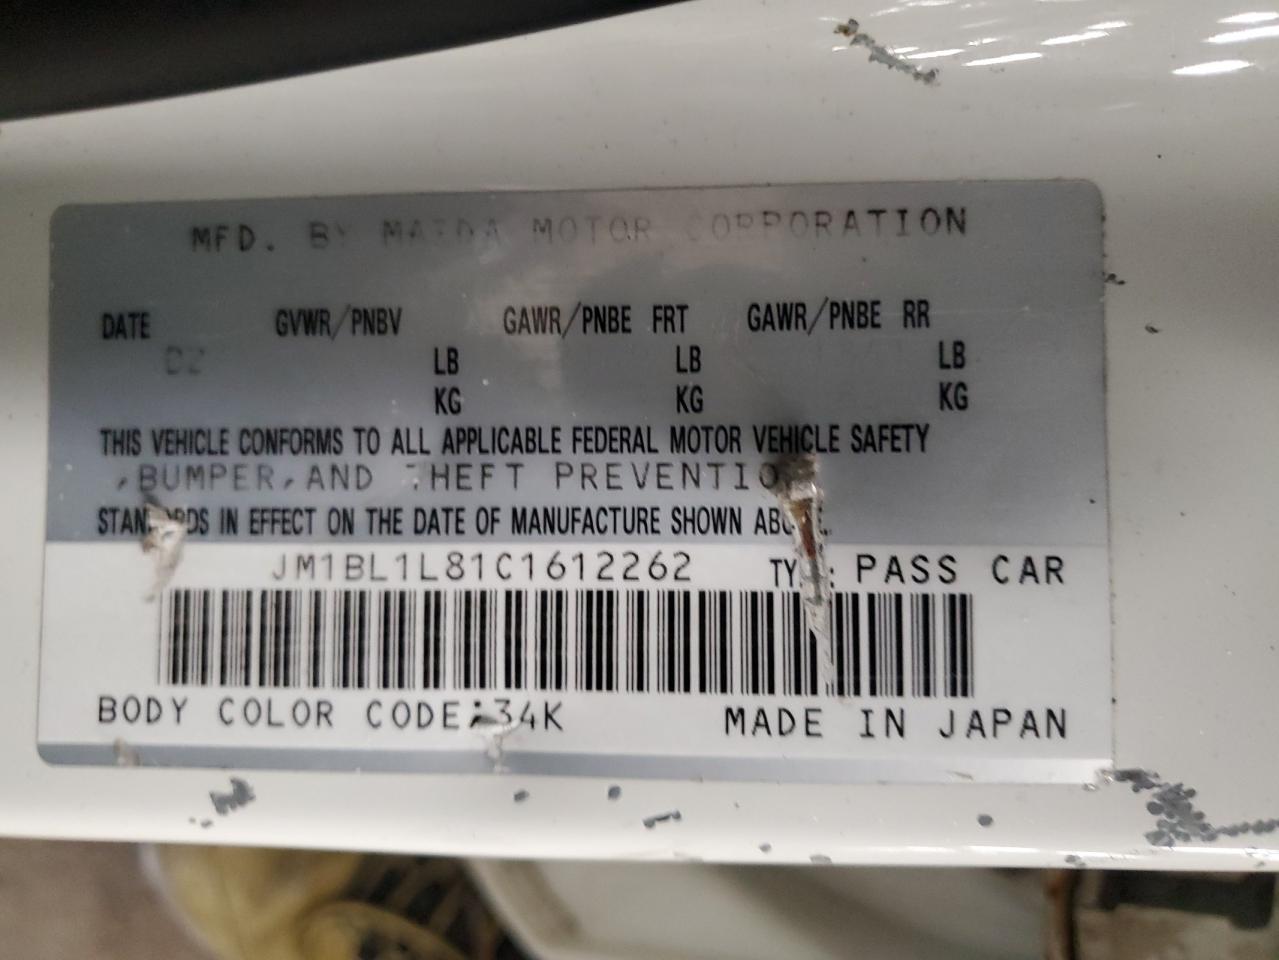 MFD. BY MAZDA MOTOR CORPORATION
DATE GVWR/PNBV GAWR/PNBE FRT GAWR/PNBE RR
LB LB LB
KG KG KG
THIS VEHICLE CONFORMS TO ALL APPLICABLE FEDERAL MOTOR VEHICLE SAFETY
,BUMPER,AND THEFT PREVENTIO
STANDARDS IN EFFECT ON THE DATE OF MANUFACTURE SHOWN ABOVE.
JM1BL1L81C1612262 TYPE: PASS CAR
BODY COLOR CODE:34K MADE IN JAPAN